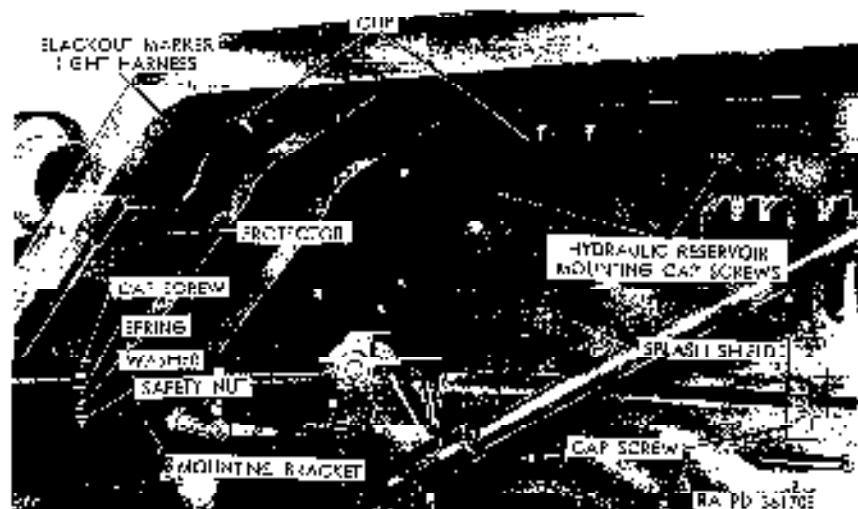 CLIP
BLACKOUT MARKER
LIGHT HARNESS
PROTECTOR
HYDRAULIC RESERVOIR
MOUNTING CAP SCREWS
CAP SCREW
SPRING
WASHER
SPLASH SHIELD
SAFETY NUT
CAP SCREW
MOUNTING BRACKET
RA PD